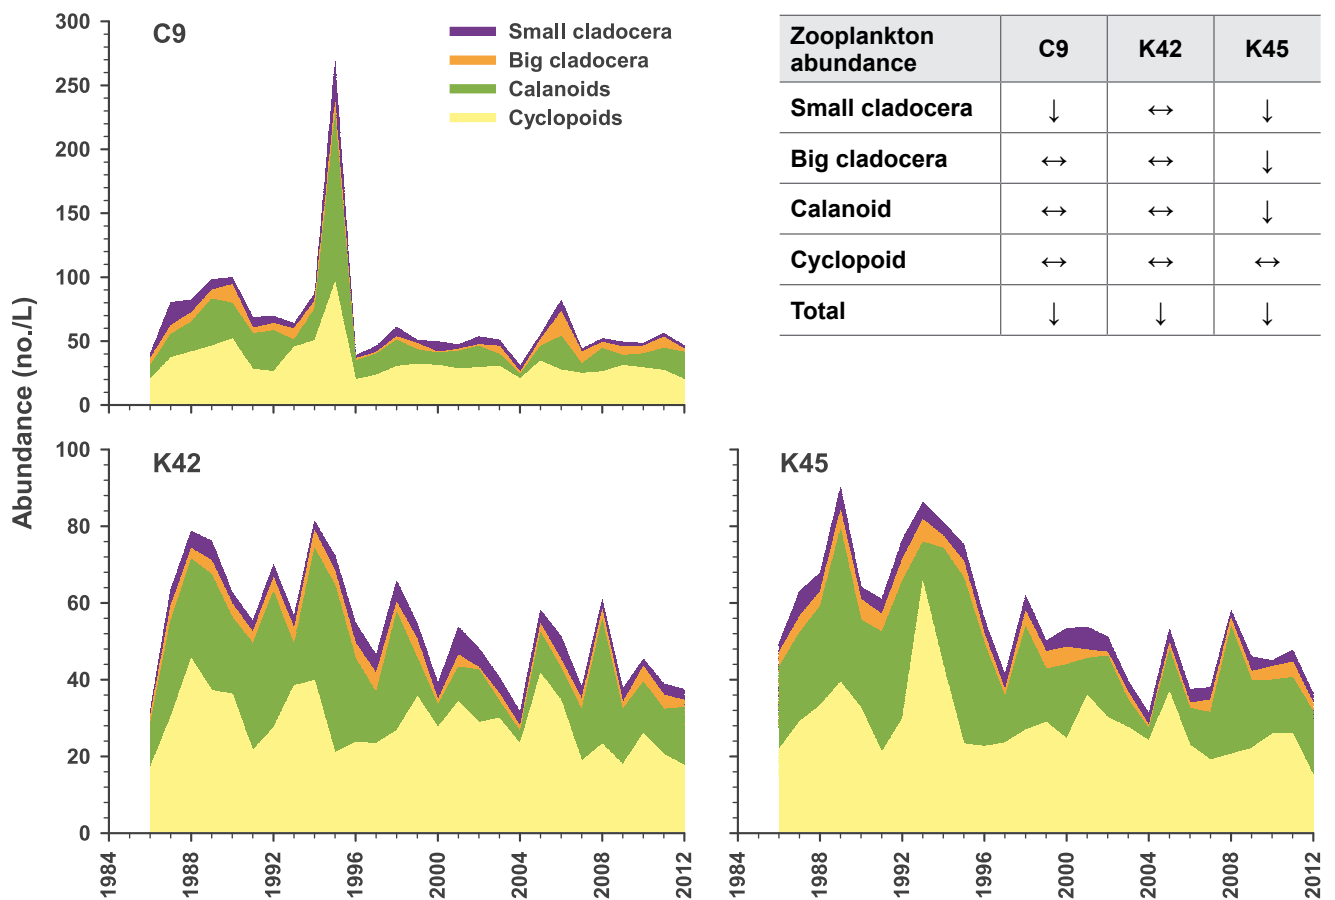 C9
Small cladocera
Big cladocera
Calanoids
Cyclopoids
300
250
200
150
100
50
0
Zooplankton abundance C9 K42 K45
Small cladocera ↓ ↔ ↓
Big cladocera ↔ ↔ ↓
Calanoid ↔ ↔ ↓
Cyclopoid ↔ ↔ ↔
Total ↓ ↓ ↓
Abundance (no./L)
K42
100
80
60
40
20
0
1984 1988 1992 1996 2000 2004 2008 2012
K45
1984 1988 1992 1996 2000 2004 2008 2012